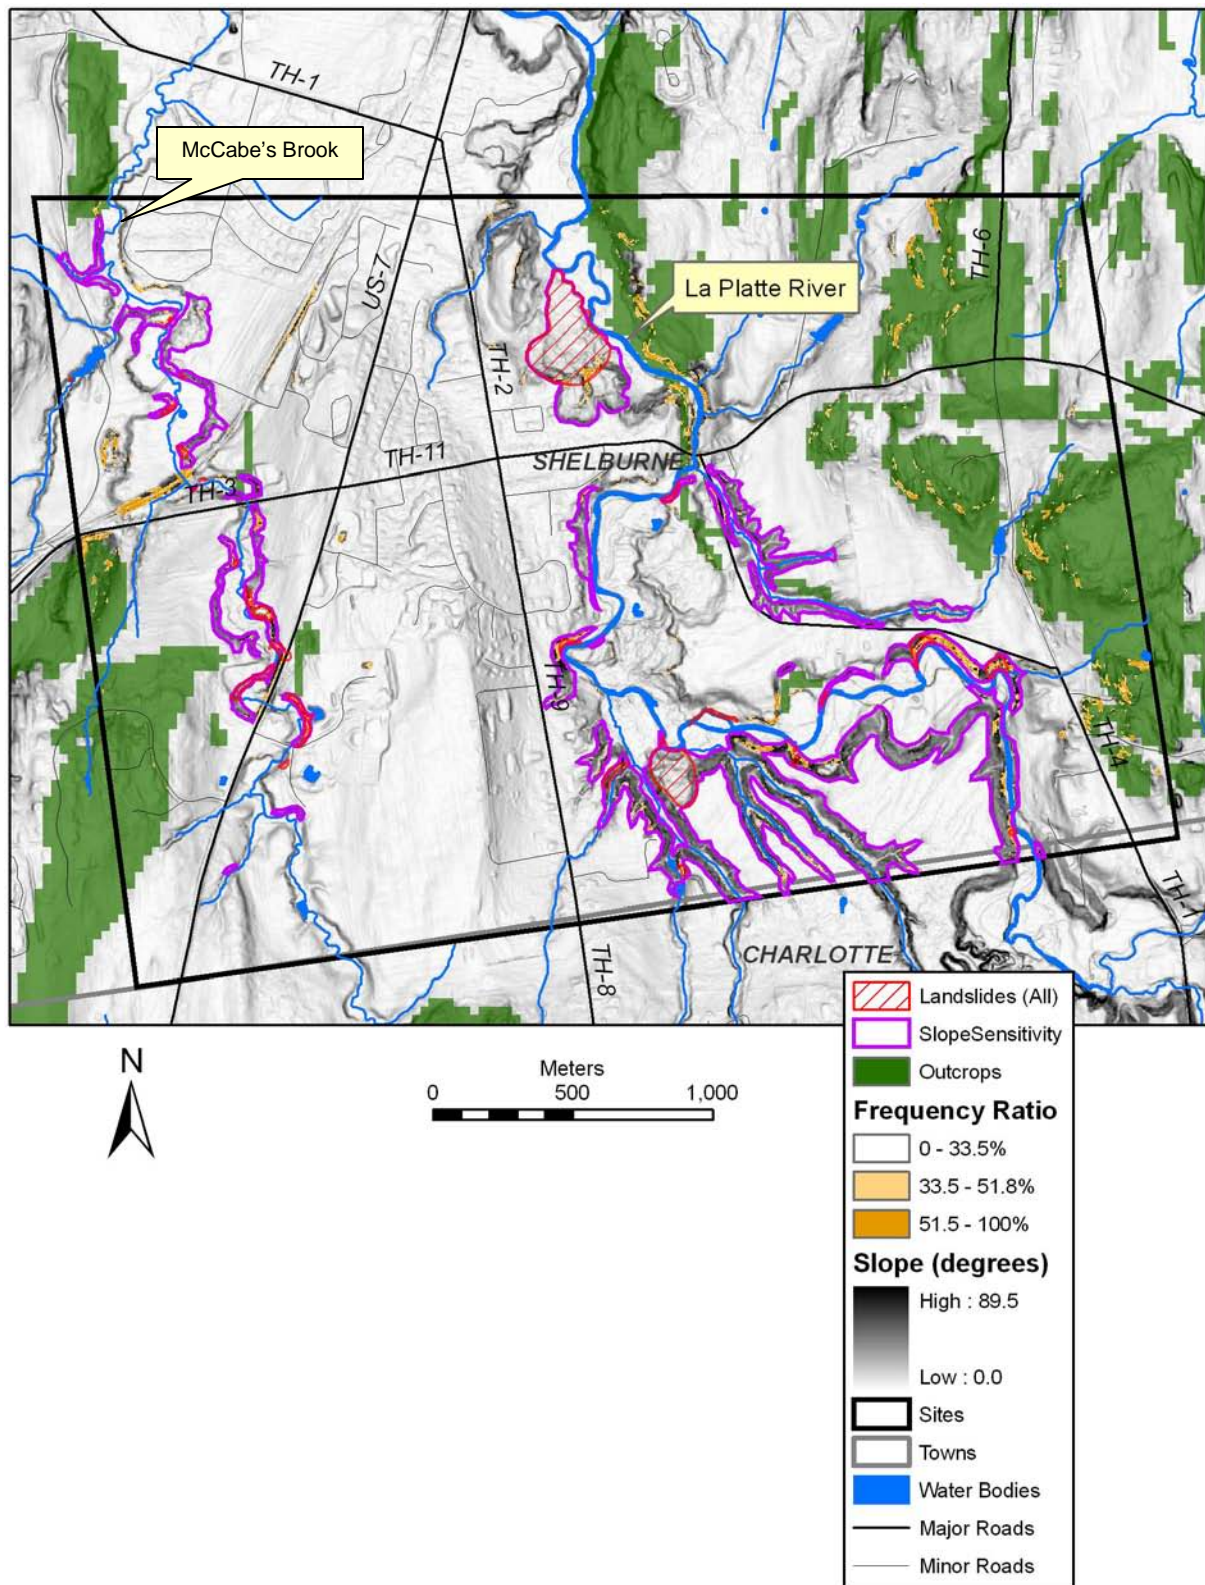 TH-1
McCabe's Brook
US-7
TH-6
La Platte River
TH-2
TH-11
SHELBURNE
TH-3
TH-9
TH-4
TH-1
CHARLOTTE
TH-8
N
Meters
0 500 1,000
Landslides (All)
SlopeSensitivity
Outcrops
Frequency Ratio
0 - 33.5%
33.5 - 51.8%
51.5 - 100%
Slope (degrees)
High : 89.5
Low : 0.0
Sites
Towns
Water Bodies
Major Roads
Minor Roads